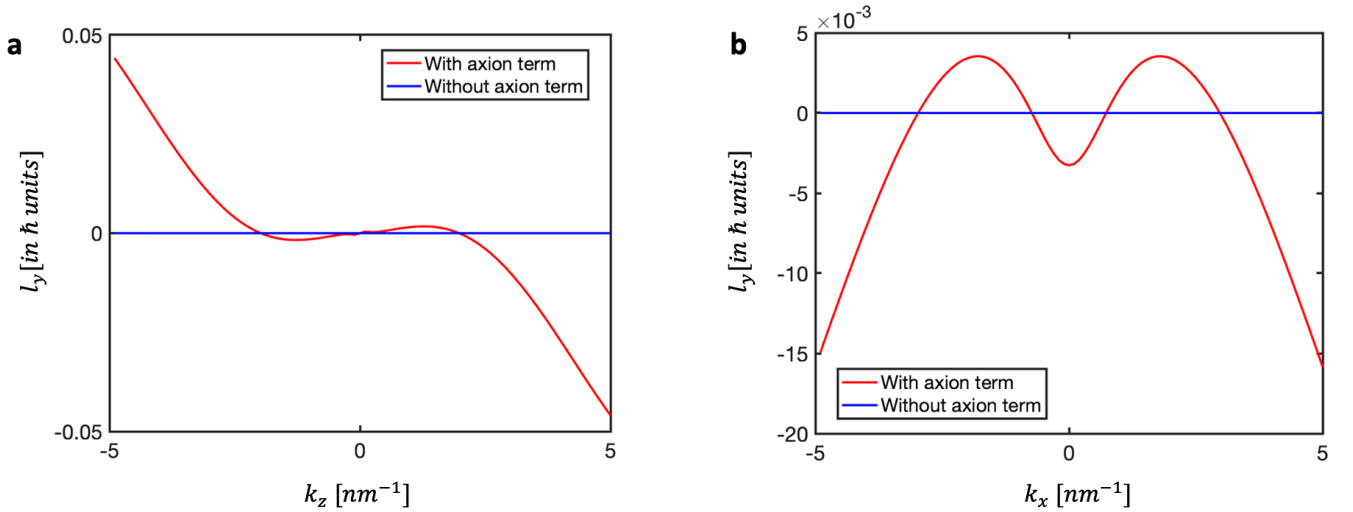 a
0.05
0
-0.05
-5
0
5
l_y [in ℏ units]
k_z [nm⁻¹]
With axion term
Without axion term
b
×10⁻³
5
0
-5
-10
-15
-20
-5
0
5
l_y [in ℏ units]
k_x [nm⁻¹]
With axion term
Without axion term